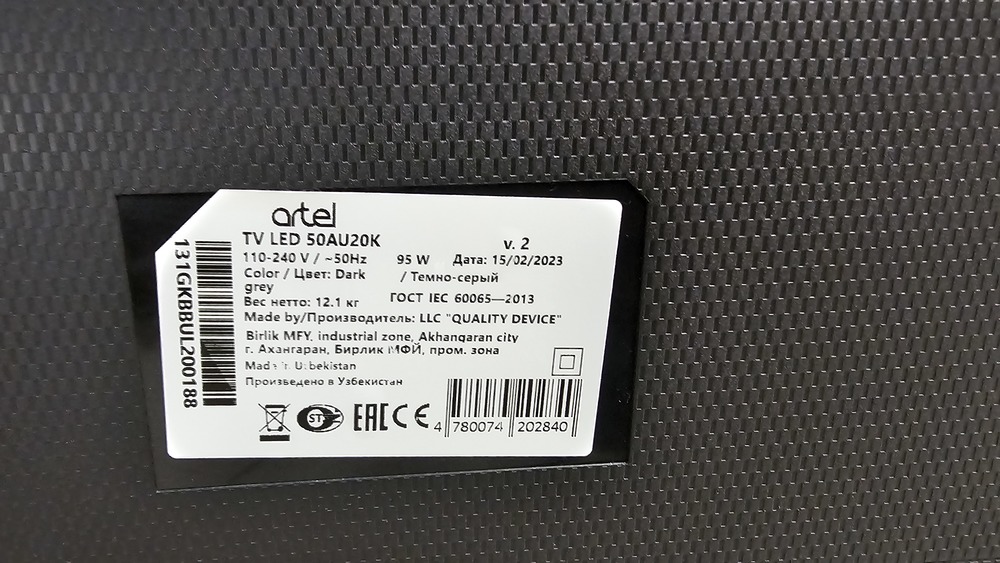 artel
TV LED 50AU20K v. 2
110-240 V / ~50Hz 95 W Дата: 15/02/2023
Color / Цвет: Dark / Темно-серый
grey
Вес нетто: 12.1 кг ГОСТ IEC 60065—2013
Made by/Производитель: LLC "QUALITY DEVICE"
Birlik MFY, industrial zone, Akhangaran city
г. Ахангаран, Бирлик МФЙ, пром. зона
Made in Uzbekistan
Произведено в Узбекистан
ST EAC CE
4 780074 202840
131GKBBUL200188